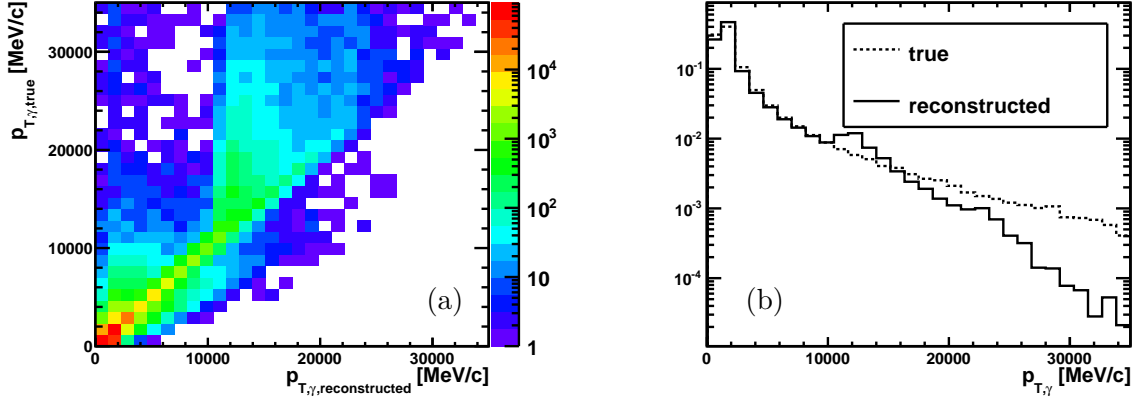 p_{T,γ,true} [MeV/c]
30000
20000
10000
0
0 10000 20000 30000
p_{T,γ,reconstructed} [MeV/c]
(a)
10^4
10^3
10^2
10
1
true
reconstructed
10^{-1}
10^{-2}
10^{-3}
10^{-4}
(b)
0 10000 20000 30000
p_{T,γ} [MeV/c]